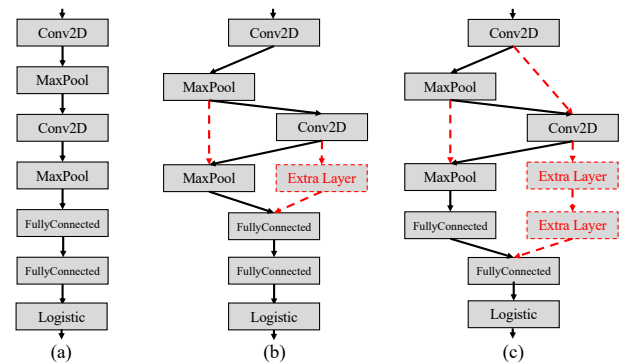 Conv2D
MaxPool
Conv2D
MaxPool
FullyConnected
FullyConnected
Logistic
(a)
Conv2D
MaxPool
Conv2D
MaxPool
Extra Layer
FullyConnected
FullyConnected
Logistic
(b)
Conv2D
MaxPool
Conv2D
MaxPool
Extra Layer
FullyConnected
Extra Layer
FullyConnected
Logistic
(c)